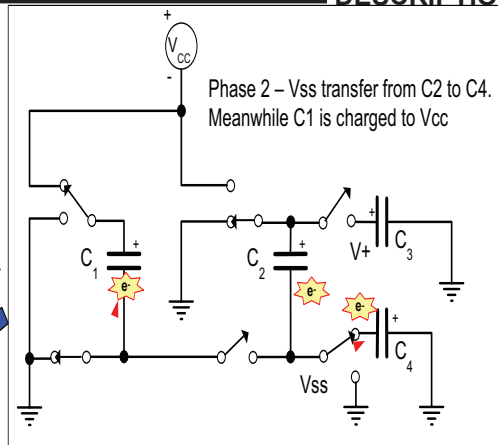 DESCRIPTIO
+
V CC
-
Phase 2 – Vss transfer from C2 to C4.
Meanwhile C1 is charged to Vcc
+
C1
e-
+
C2
e-
+
V+
C3
e-
+
C4
Vss